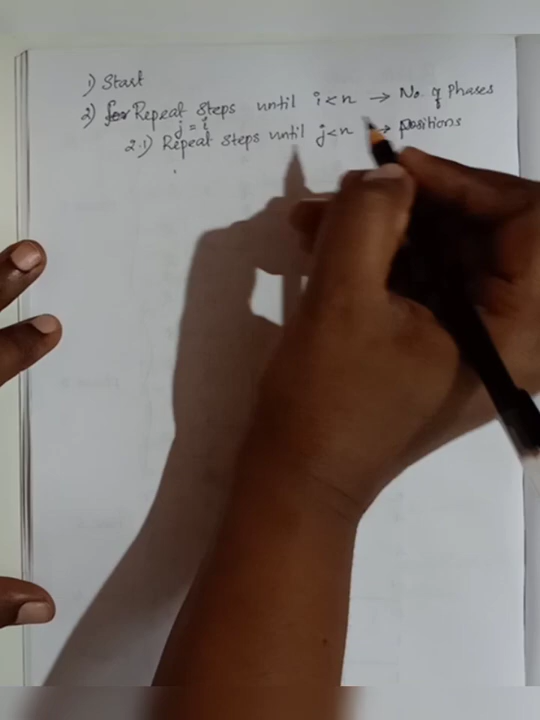 1) Start
2) for Repeat Steps until i<n → No. of Phases
j = i
2.1) Repeat Steps until j<n → Positions